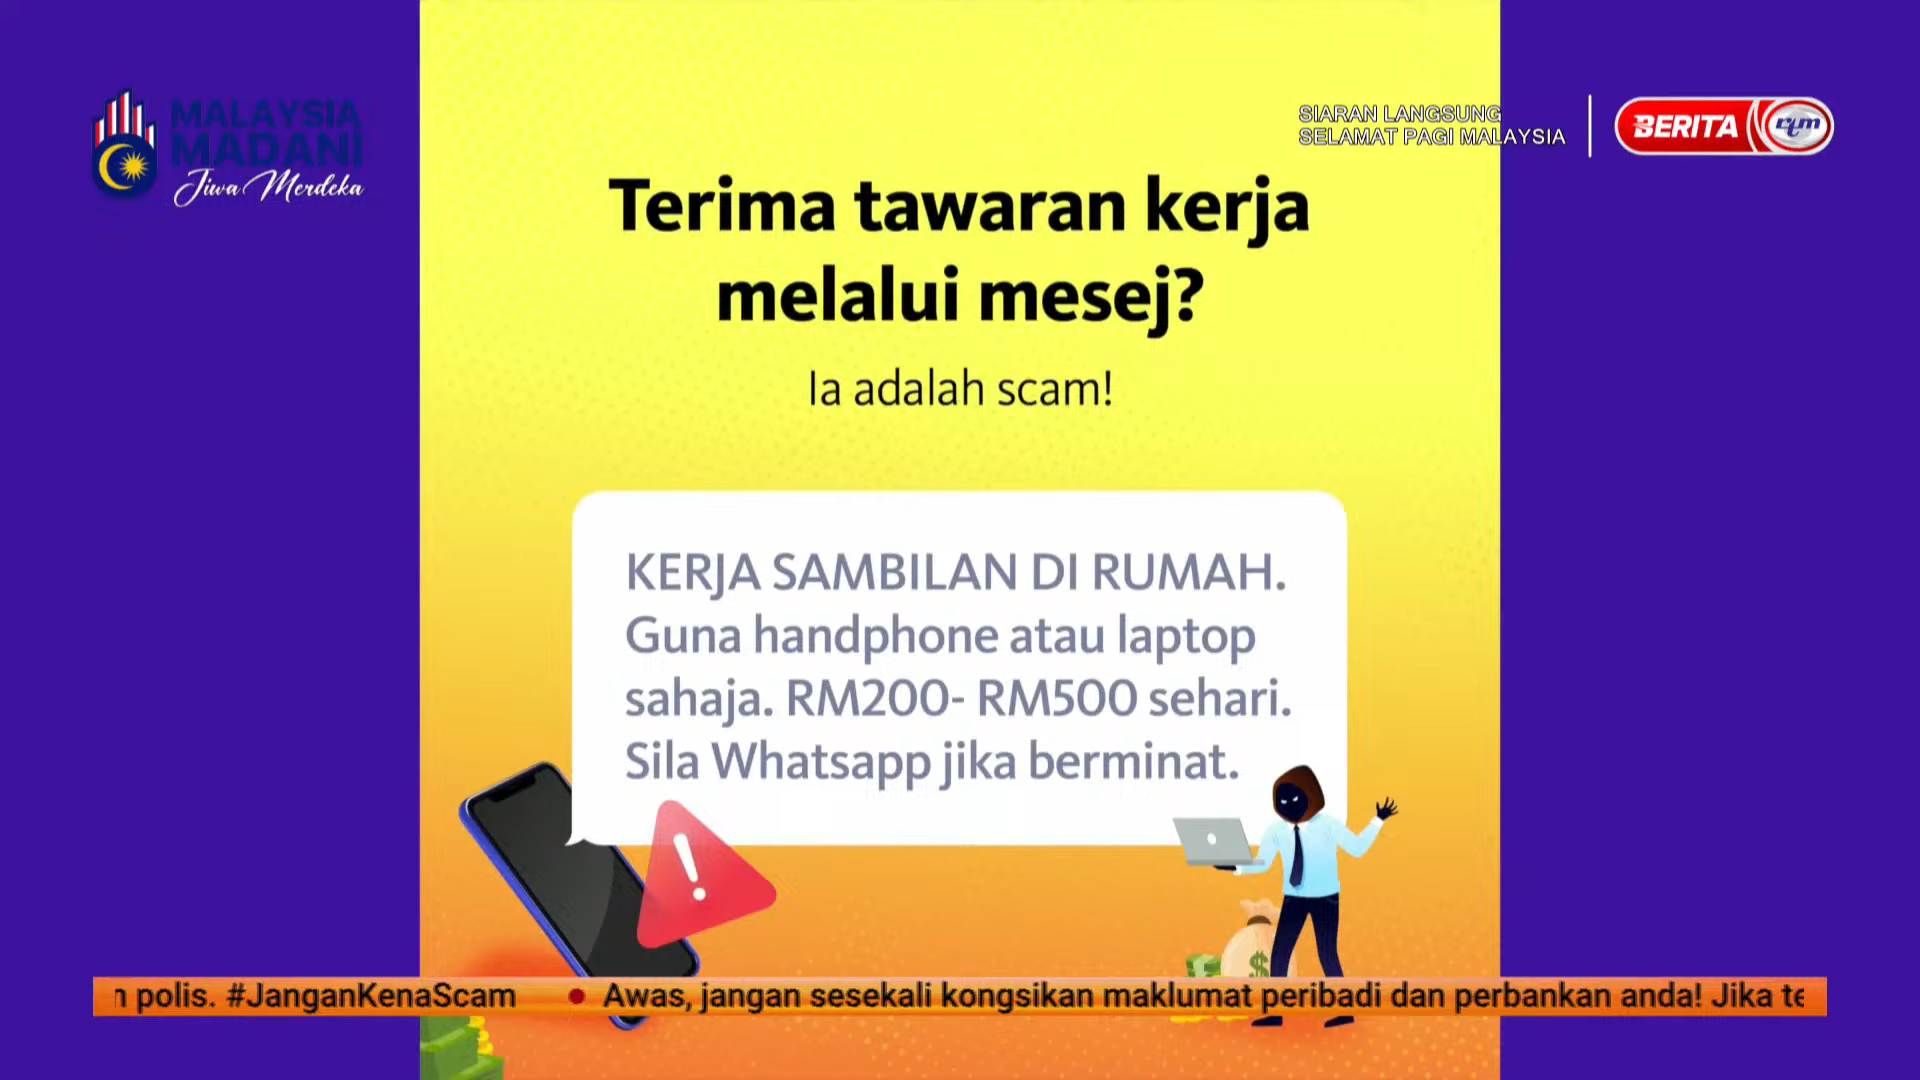 MALAYSIA
MADANI
Jiwa Merdeka
SIARAN LANGSUNG
SELAMAT PAGI MALAYSIA
BERITA rtm
Terima tawaran kerja
melalui mesej?
Ia adalah scam!
KERJA SAMBILAN DI RUMAH.
Guna handphone atau laptop
sahaja. RM200- RM500 sehari.
Sila Whatsapp jika berminat.
polis. #JanganKenaScam • Awas, jangan sesekali kongsikan maklumat peribadi dan perbankan anda! Jika